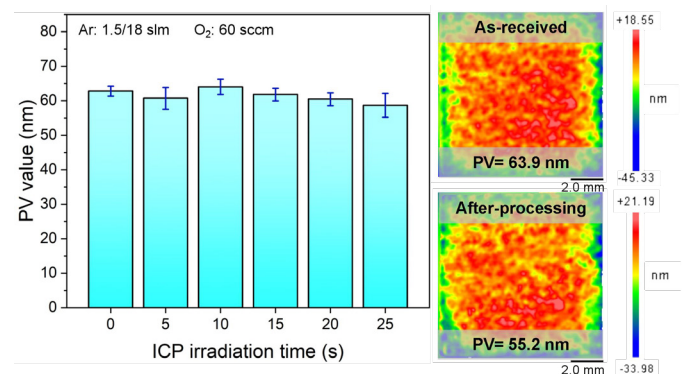 Ar: 1.5/18 slm O₂: 60 sccm
PV value (nm)
80
70
60
50
40
30
20
10
0
0 5 10 15 20 25
ICP irradiation time (s)
As-received
PV= 63.9 nm
2.0 mm
+18.55
nm
-45.33
After-processing
PV= 55.2 nm
2.0 mm
+21.19
nm
-33.98